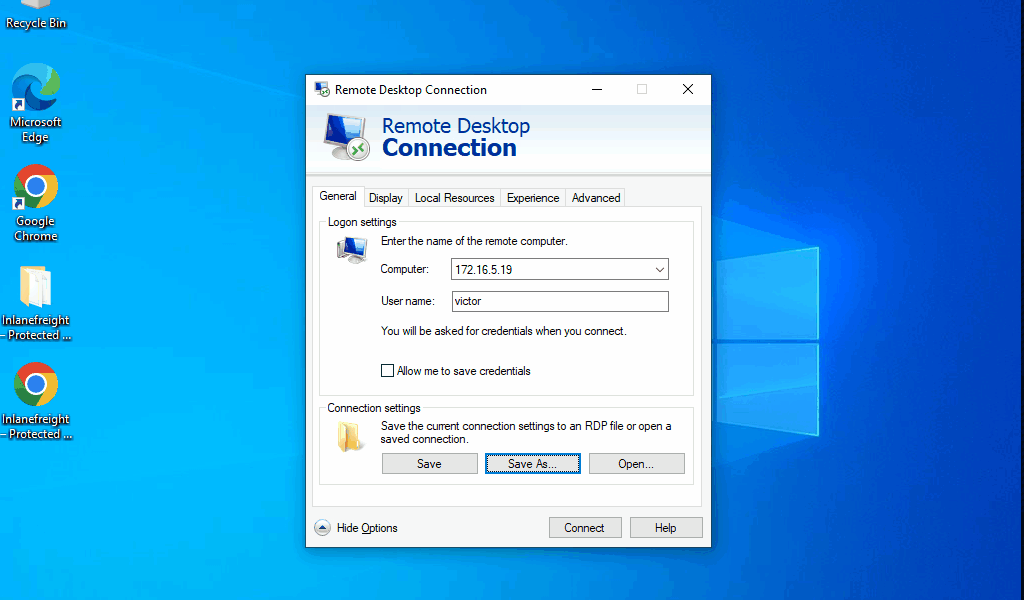 Recycle Bin
Microsoft
Edge
Google
Chrome
Inlanefreight
– Protected ...
Inlanefreight
– Protected ...
Remote Desktop Connection
Remote Desktop
Connection
General
Display
Local Resources
Experience
Advanced
Logon settings
Enter the name of the remote computer.
Computer:
172.16.5.19
User name:
victor
You will be asked for credentials when you connect.
Allow me to save credentials
Connection settings
Save the current connection settings to an RDP file or open a
saved connection.
Save
Save As...
Open...
Hide Options
Connect
Help